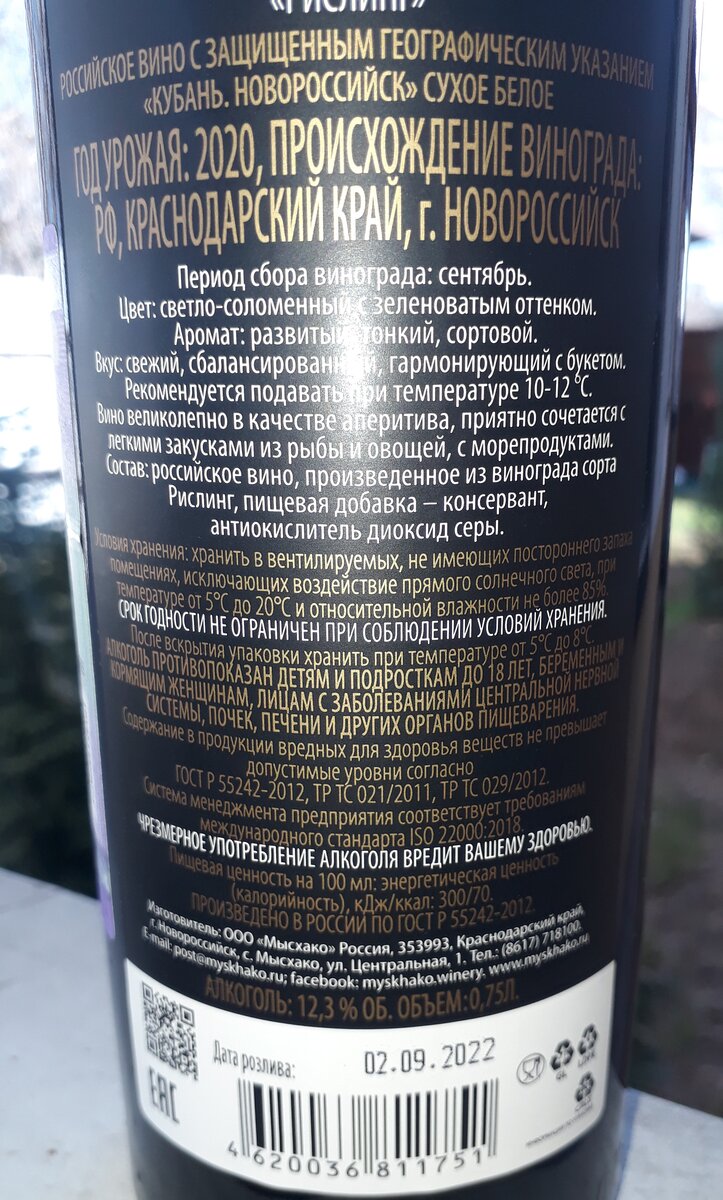 «РИСЛИНГ»
РОССИЙСКОЕ ВИНО С ЗАЩИЩЕННЫМ ГЕОГРАФИЧЕСКИМ УКАЗАНИЕМ
«КУБАНЬ. НОВОРОССИЙСК» СУХОЕ БЕЛОЕ
ГОД УРОЖАЯ: 2020, ПРОИСХОЖДЕНИЕ ВИНОГРАДА:
РФ, КРАСНОДАРСКИЙ КРАЙ, г. НОВОРОССИЙСК
Период сбора винограда: сентябрь.
Цвет: светло-соломенный с зеленоватым оттенком.
Аромат: развитый, тонкий, сортовой.
Вкус: свежий, сбалансированный, гармонирующий с букетом.
Рекомендуется подавать при температуре 10-12 °С.
Вино великолепно в качестве аперитива, приятно сочетается с
легкими закусками из рыбы и овощей, с морепродуктами.
Состав: российское вино, произведенное из винограда сорта
Рислинг, пищевая добавка – консервант,
антиокислитель диоксид серы.
Условия хранения: хранить в вентилируемых, не имеющих постороннего запаха
помещениях, исключающих воздействие прямого солнечного света, при
температуре от 5°С до 20°С и относительной влажности не более 85%.
СРОК ГОДНОСТИ НЕ ОГРАНИЧЕН ПРИ СОБЛЮДЕНИИ УСЛОВИЙ ХРАНЕНИЯ.
После вскрытия упаковки хранить при температуре от 5°С до 8°С
АЛКОГОЛЬ ПРОТИВОПОКАЗАН ДЕТЯМ И ПОДРОСТКАМ ДО 18 ЛЕТ, БЕРЕМЕННЫМ И
КОРМЯЩИМ ЖЕНЩИНАМ, ЛИЦАМ С ЗАБОЛЕВАНИЯМИ ЦЕНТРАЛЬНОЙ НЕРВНОЙ
СИСТЕМЫ, ПОЧЕК, ПЕЧЕНИ И ДРУГИХ ОРГАНОВ ПИЩЕВАРЕНИЯ.
Содержание в продукции вредных для здоровья веществ не превышает
допустимые уровни согласно
ГОСТ Р 55242-2012, ТР ТС 021/2011, ТР ТС 029/2012.
Система менеджмента предприятия соответствует требованиям
международного стандарта ISO 22000:2018
ЧРЕЗМЕРНОЕ УПОТРЕБЛЕНИЕ АЛКОГОЛЯ ВРЕДИТ ВАШЕМУ ЗДОРОВЬЮ.
Пищевая ценность на 100 мл: энергетическая ценность
(калорийность), кДж/ккал: 300/70.
ПРОИЗВЕДЕНО В РОССИИ ПО ГОСТ Р 55242-2012.
Изготовитель: ООО «Мысхако» Россия, 353993, Краснодарский край,
г.Новороссийск, с. Мысхако, ул. Центральная, 1. Тел.: (8617) 718100.
E-mail: post@myskhako.ru; facebook: myskhako.winery. www.myskhako.ru.
АЛКОГОЛЬ: 12,3 % ОБ. ОБЪЕМ:0,75Л.
Дата розлива: 02.09.2022
EAC
GL
4 620036 811751